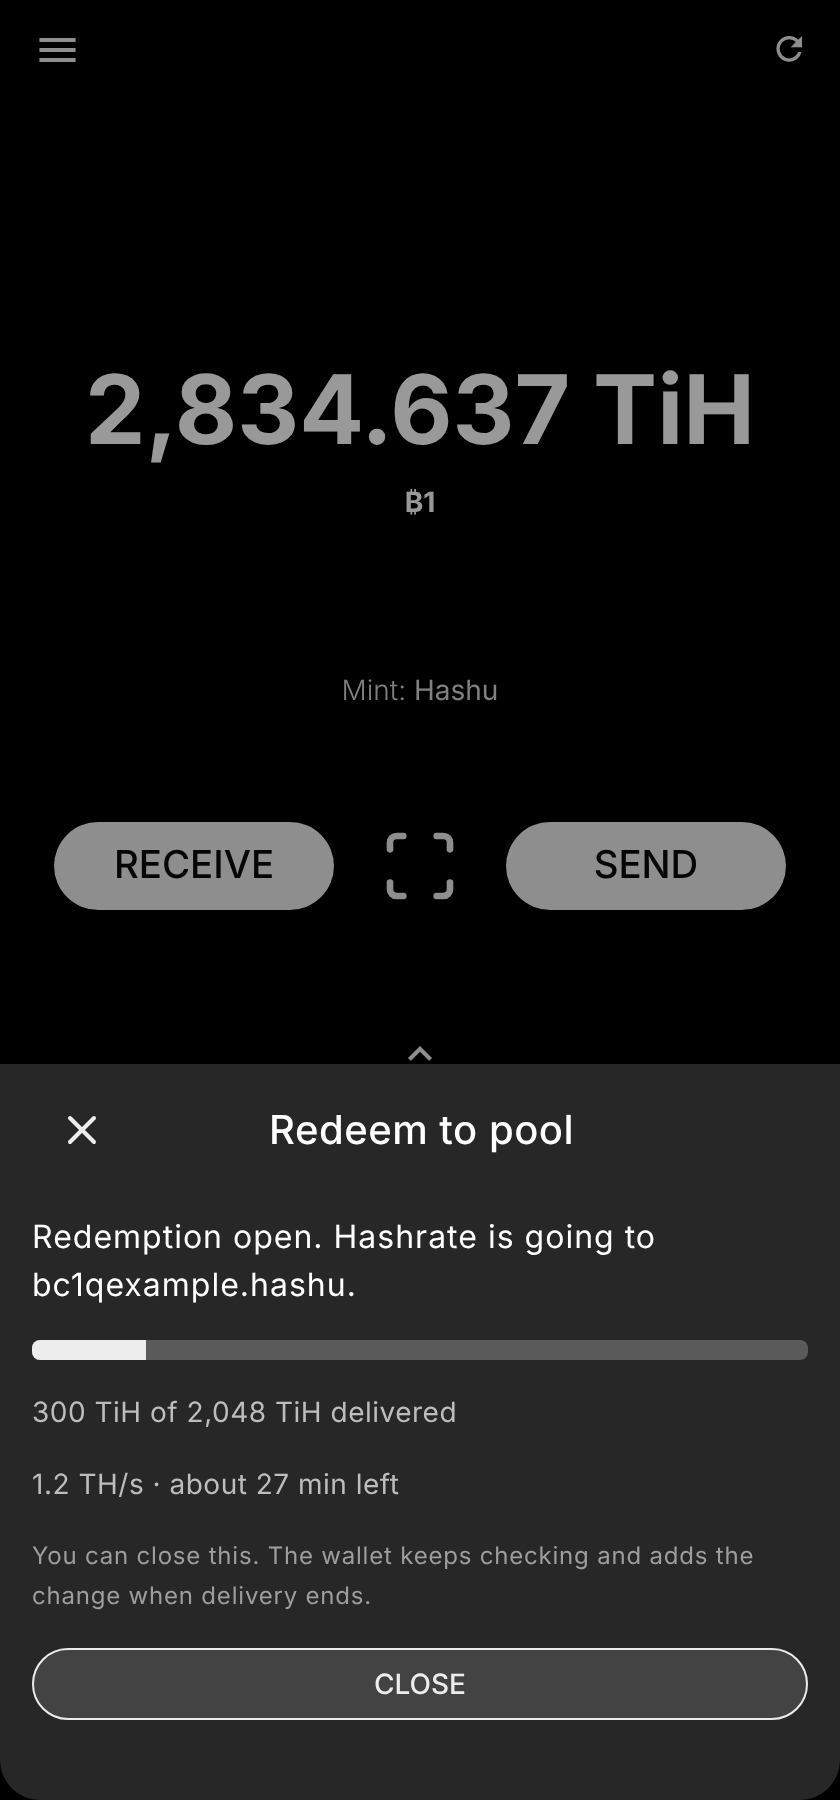 2,834.637 TiH
₿1
Mint: Hashu
RECEIVE
SEND
Redeem to pool
Redemption open. Hashrate is going to
bc1qexample.hashu.
300 TiH of 2,048 TiH delivered
1.2 TH/s · about 27 min left
You can close this. The wallet keeps checking and adds the
change when delivery ends.
CLOSE